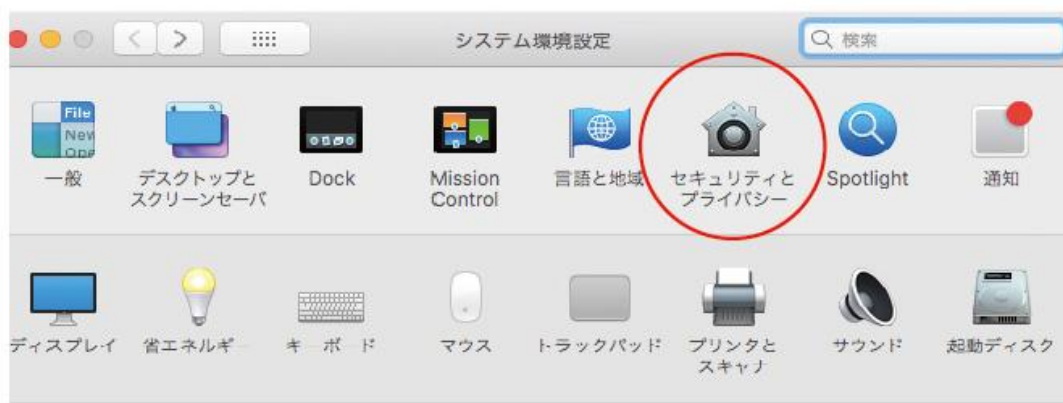 システム環境設定
検索
File
New
Ope
一般
デスクトップと
スクリーンセーバ
Dock
Mission
Control
言語と地域
セキュリティと
プライバシー
Spotlight
通知
ディスプレイ
省エネルギー
キーボード
マウス
トラックパッド
プリンタと
スキャナ
サウンド
起動ディスク